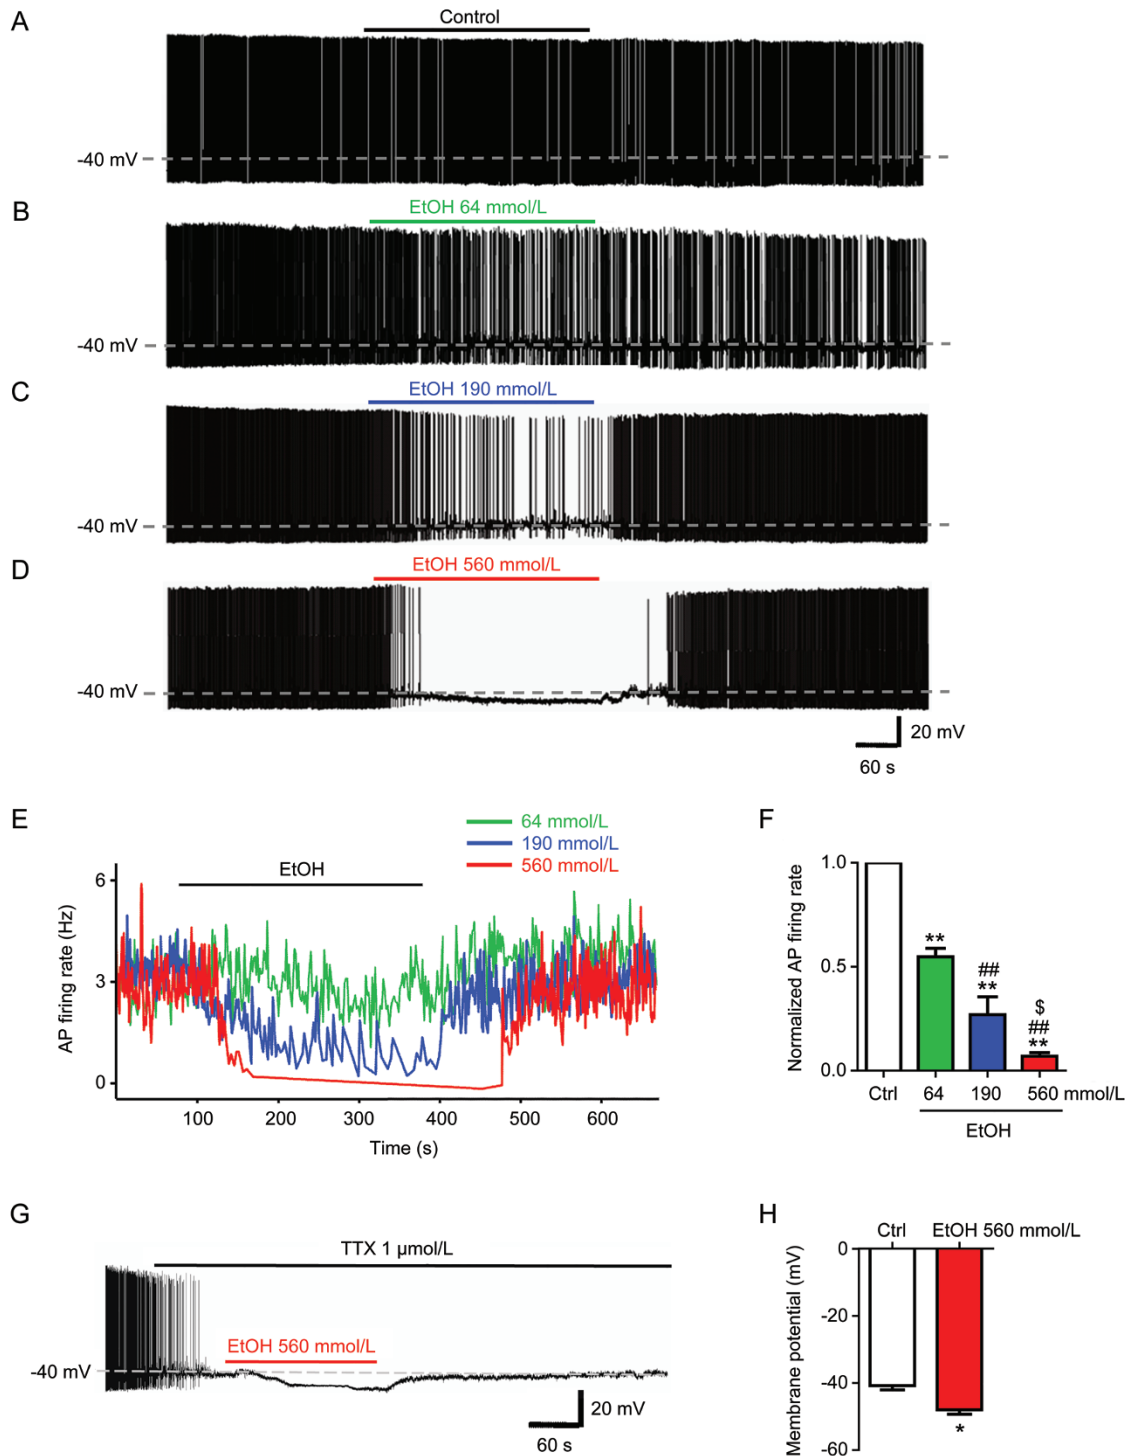 A
Control
-40 mV
B
EtOH 64 mmol/L
-40 mV
C
EtOH 190 mmol/L
-40 mV
D
EtOH 560 mmol/L
-40 mV
20 mV
60 s
E
64 mmol/L
190 mmol/L
560 mmol/L
EtOH
6
3
0
AP firing rate (Hz)
100 200 300 400 500 600
Time (s)
F
1.0
0.5
0.0
Normalized AP firing rate
**
##
**
$
##
**
Ctrl 64 190 560 mmol/L
EtOH
G
TTX 1 µmol/L
EtOH 560 mmol/L
-40 mV
20 mV
60 s
H
Ctrl EtOH 560 mmol/L
0
-20
-40
-60
Membrane potential (mV)
*